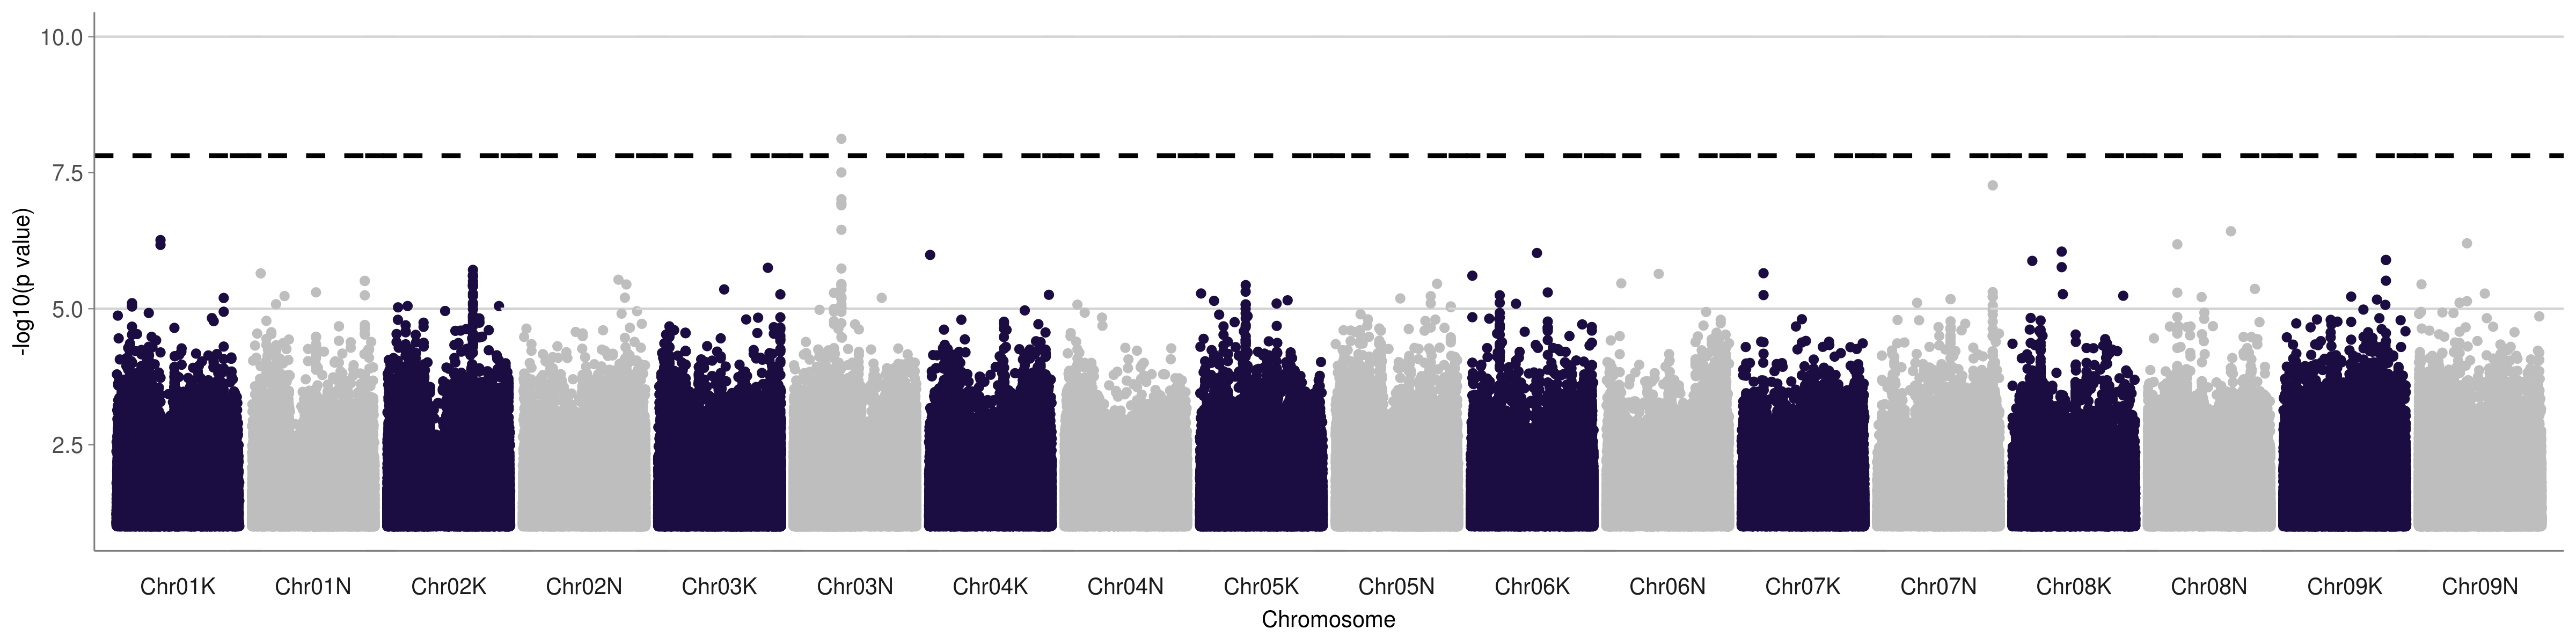 -log10(p value)
10.0
7.5
5.0
2.5
Chr01K Chr01N Chr02K Chr02N Chr03K Chr03N Chr04K Chr04N Chr05K Chr05N Chr06K Chr06N Chr07K Chr07N Chr08K Chr08N Chr09K Chr09N
Chromosome